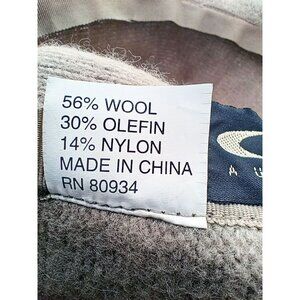 56% WOOL
30% OLEFIN
14% NYLON
MADE IN CHINA
RN 80934